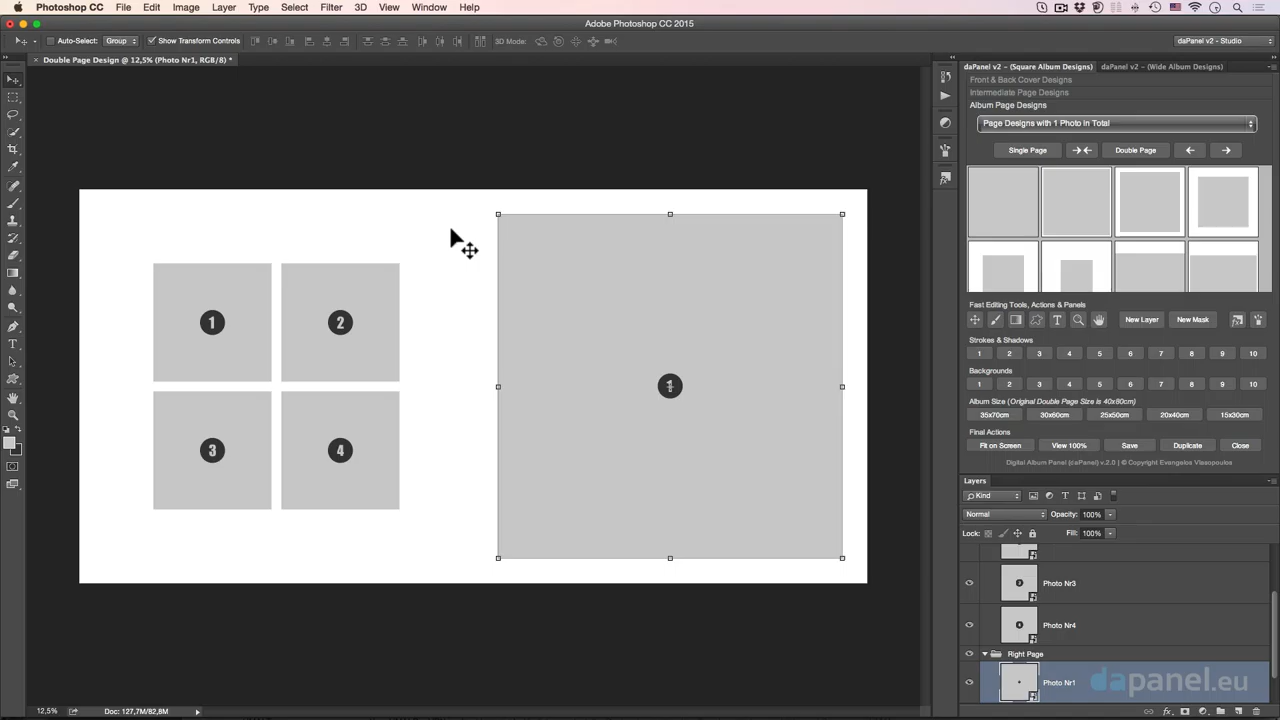 Photoshop CC File Edit Image Layer Type Select Filter 3D View Window Help
Adobe Photoshop CC 2015
Auto-Select: Group Show Transform Controls 3D Mode: daPanel v2 - Studio
Double Page Design @ 12,5% (Photo Nr1, RGB/8) *
daPanel v2 - (Square Album Designs) daPanel v2 - (Wide Album Designs)
Front & Back Cover Designs
Intermediate Page Designs
Album Page Designs
Page Designs with 1 Photo in Total
Single Page Double Page
1 2
3 4
1
Fast Editing Tools, Actions & Panels
New Layer New Mask
Strokes & Shadows
1 2 3 4 5 6 7 8 9 10
Backgrounds
1 2 3 4 5 6 7 8 9 10
Album Size (Original Double Page Size is 40x80cm)
35x70cm 30x60cm 25x50cm 20x40cm 15x30cm
Final Actions
Fit on Screen View 100% Save Duplicate Close
Digital Album Panel (daPanel) v.2.0 | © Copyright Evangelos Vlasopoulos
Layers
Kind
Normal Opacity: 100%
Lock: Fill: 100%
Photo Nr3
Photo Nr4
Right Page
Photo Nr1
dapanel.eu
12,5% Doc: 127,7M/82,8M